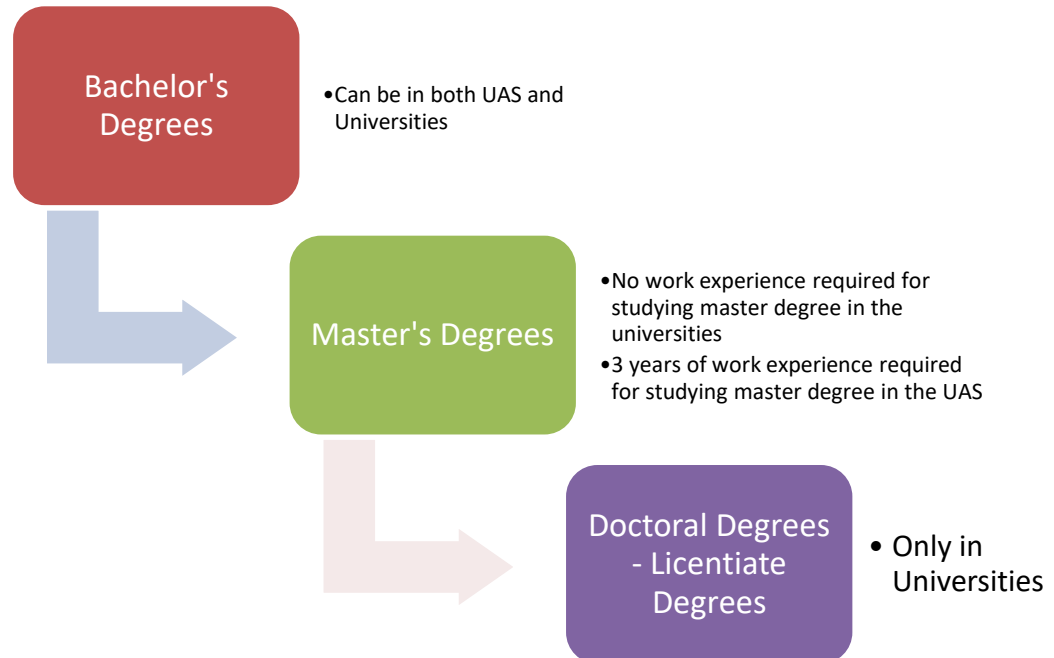 Bachelor's
Degrees
•Can be in both UAS and
Universities
Master's Degrees
•No work experience required for
studying master degree in the
universities
•3 years of work experience required
for studying master degree in the UAS
Doctoral Degrees
- Licentiate
Degrees
• Only in
Universities